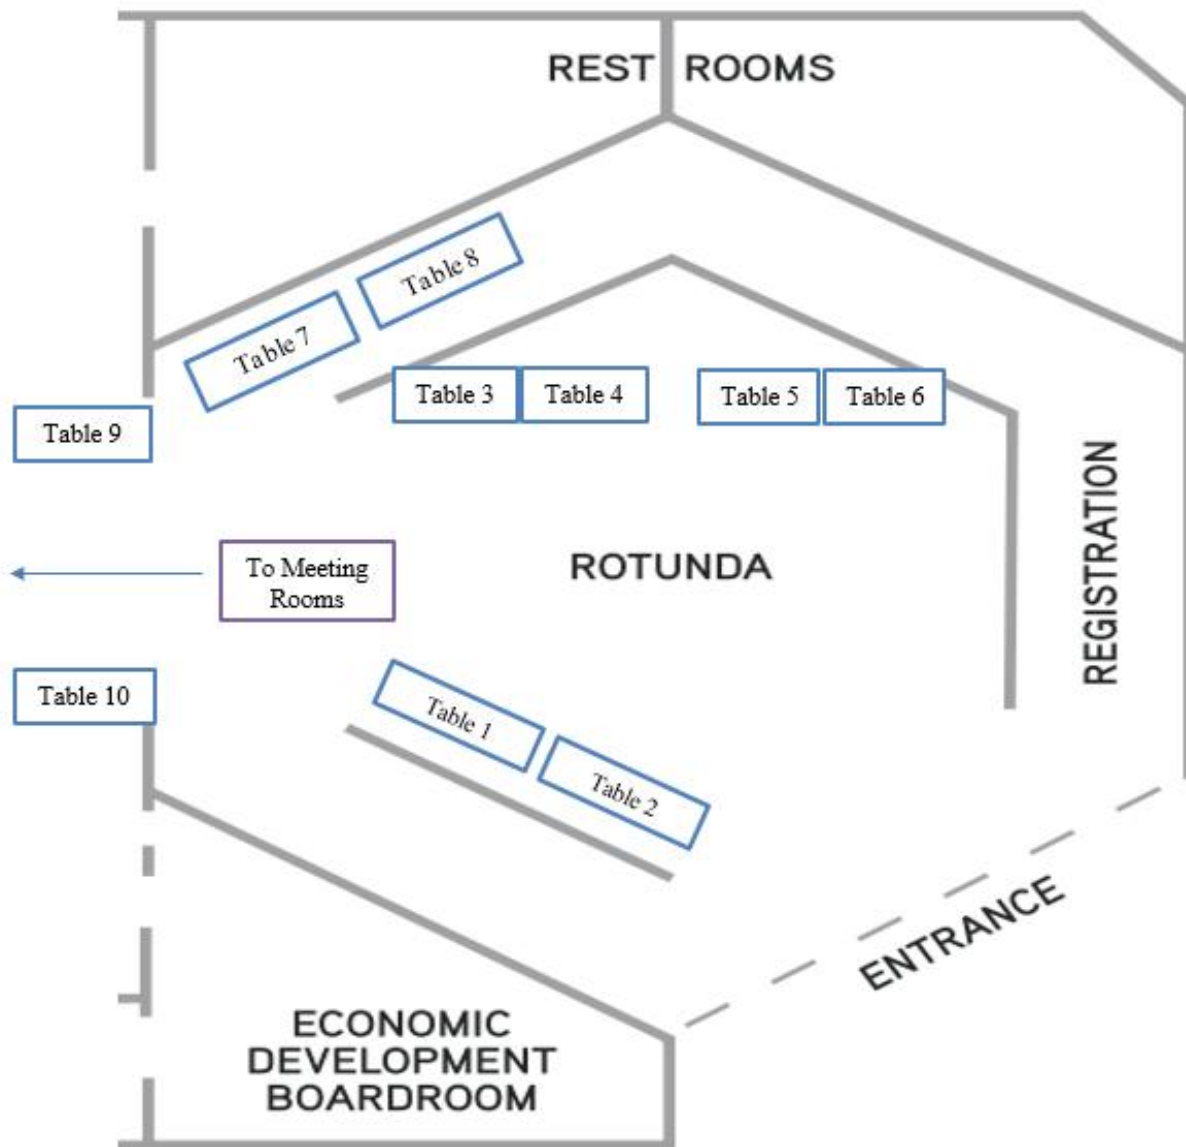 REST ROOMS
Table 8
Table 7
Table 3
Table 4
Table 5
Table 6
Table 9
REGISTRATION
To Meeting
Rooms
ROTUNDA
Table 10
Table 1
Table 2
ENTRANCE
ECONOMIC
DEVELOPMENT
BOARDROOM